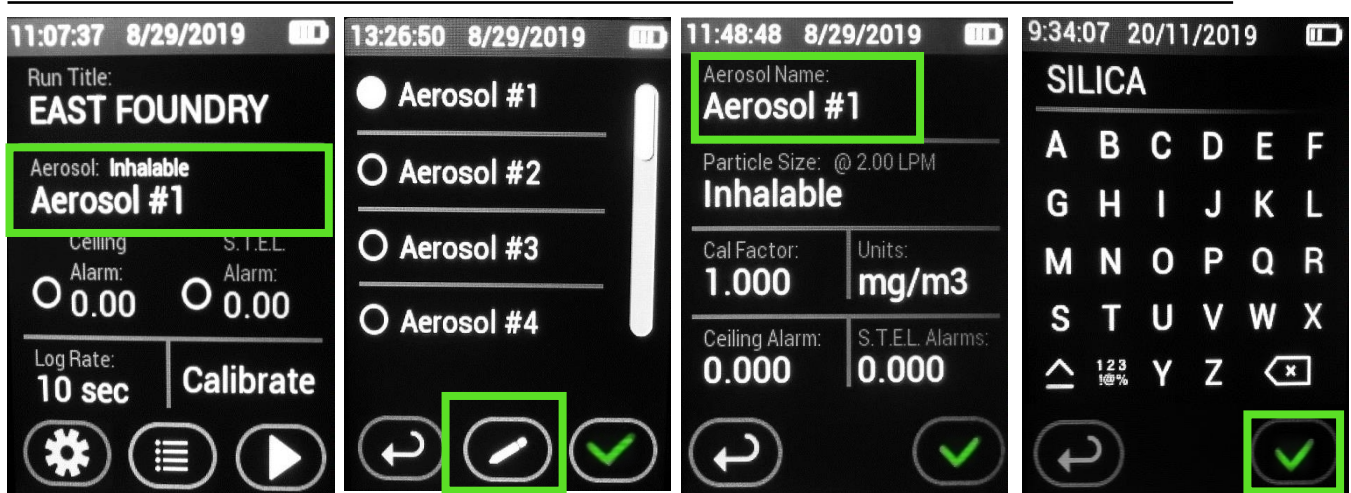 11:07:37 8/29/2019
Run Title:
EAST FOUNDRY
Aerosol: Inhalable
Aerosol #1
Ceiling S.T.E.L.
Alarm: Alarm:
0.00 0.00
Log Rate:
10 sec Calibrate
13:26:50 8/29/2019
Aerosol #1
Aerosol #2
Aerosol #3
Aerosol #4
11:48:48 8/29/2019
Aerosol Name:
Aerosol #1
Particle Size: @ 2.00 LPM
Inhalable
Cal Factor: Units:
1.000 mg/m3
Ceiling Alarm: S.T.E.L. Alarms:
0.000 0.000
9:34:07 20/11/2019
SILICA
A B C D E F
G H I J K L
M N O P Q R
S T U V W X
123 Y Z
!@%